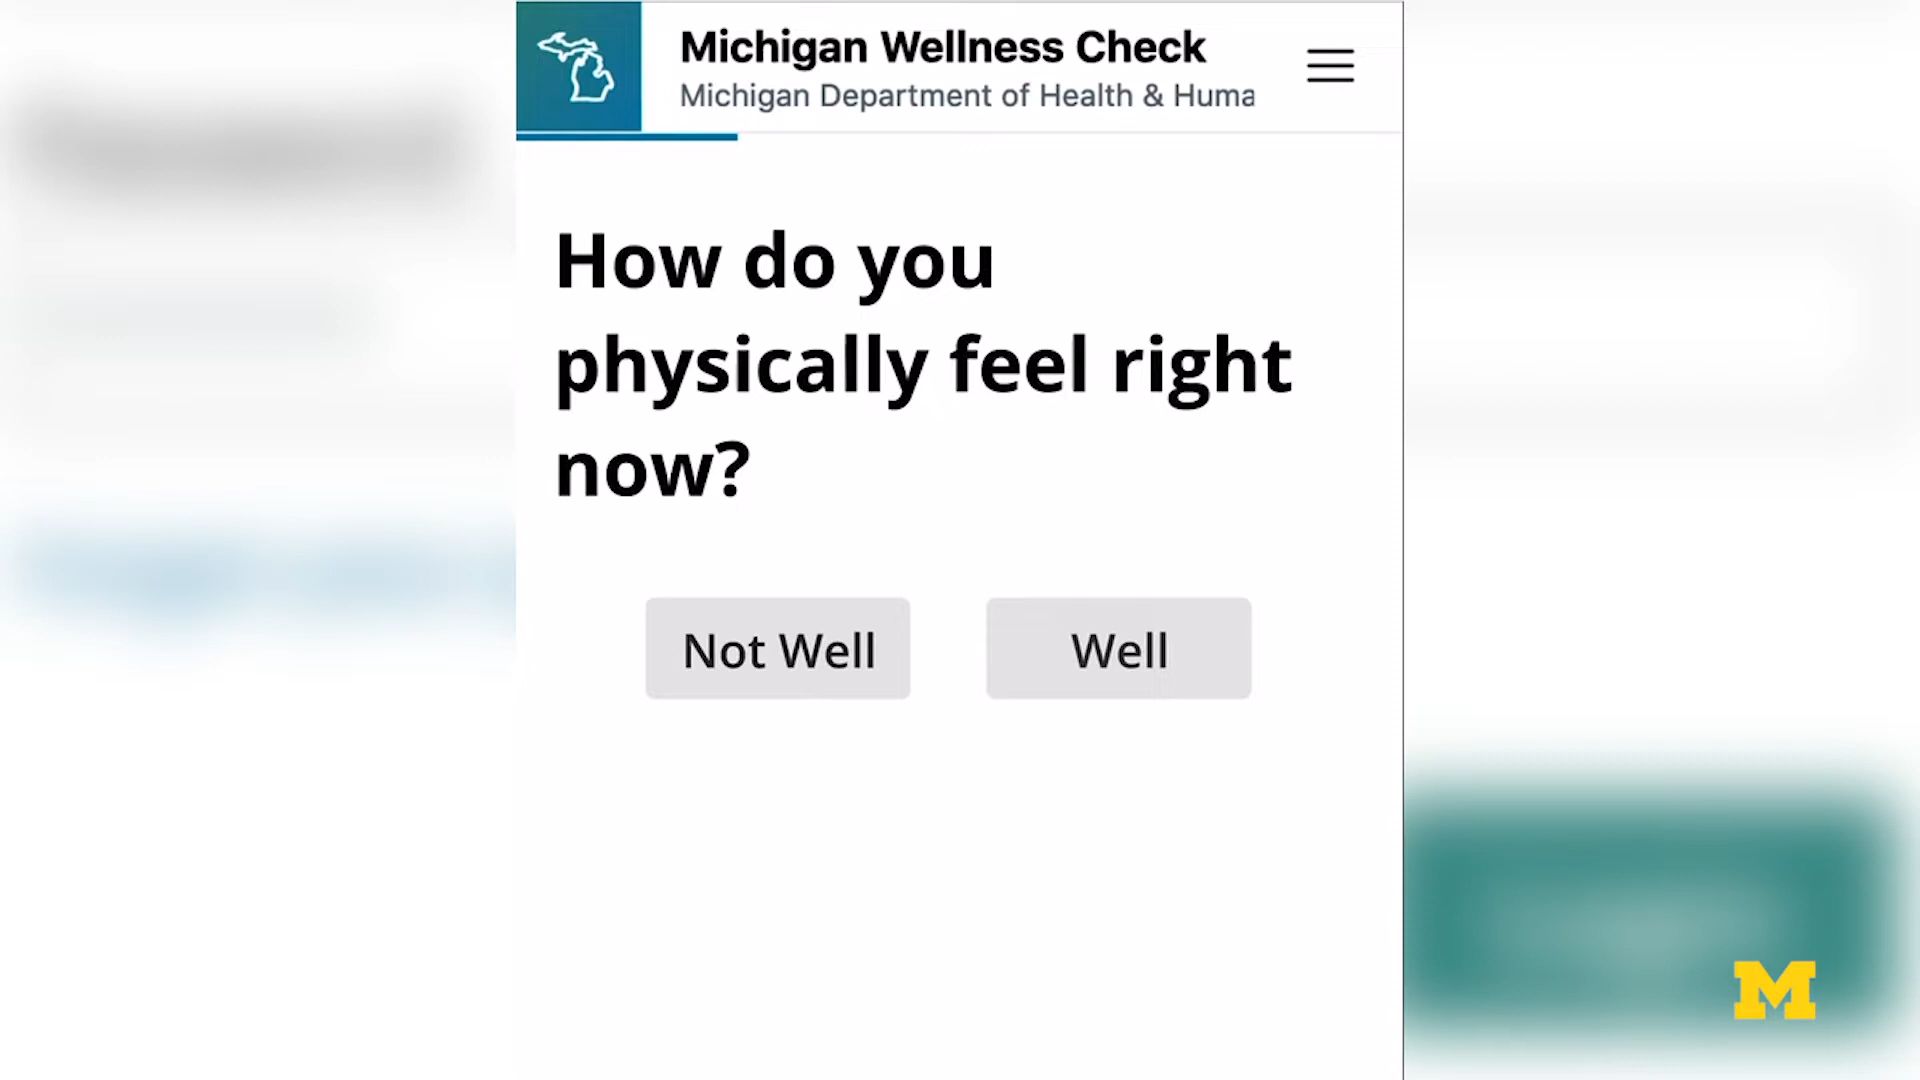 Michigan Wellness Check
Michigan Department of Health & Huma
How do you
physically feel right
now?
Not Well
Well
M